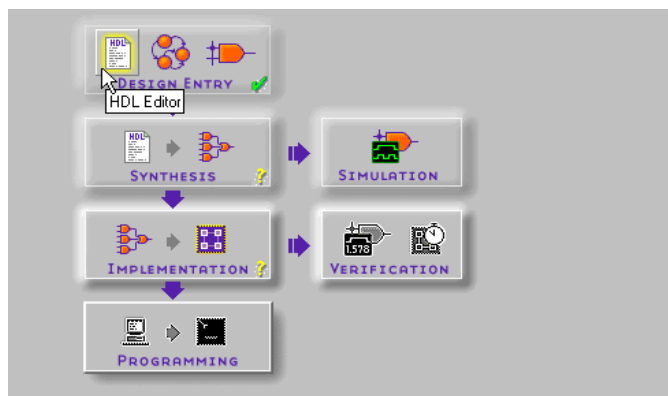 HDL
DESIGN ENTRY
HDL Editor
HDL
SYNTHESIS
SIMULATION
IMPLEMENTATION
1.578
VERIFICATION
PROGRAMMING